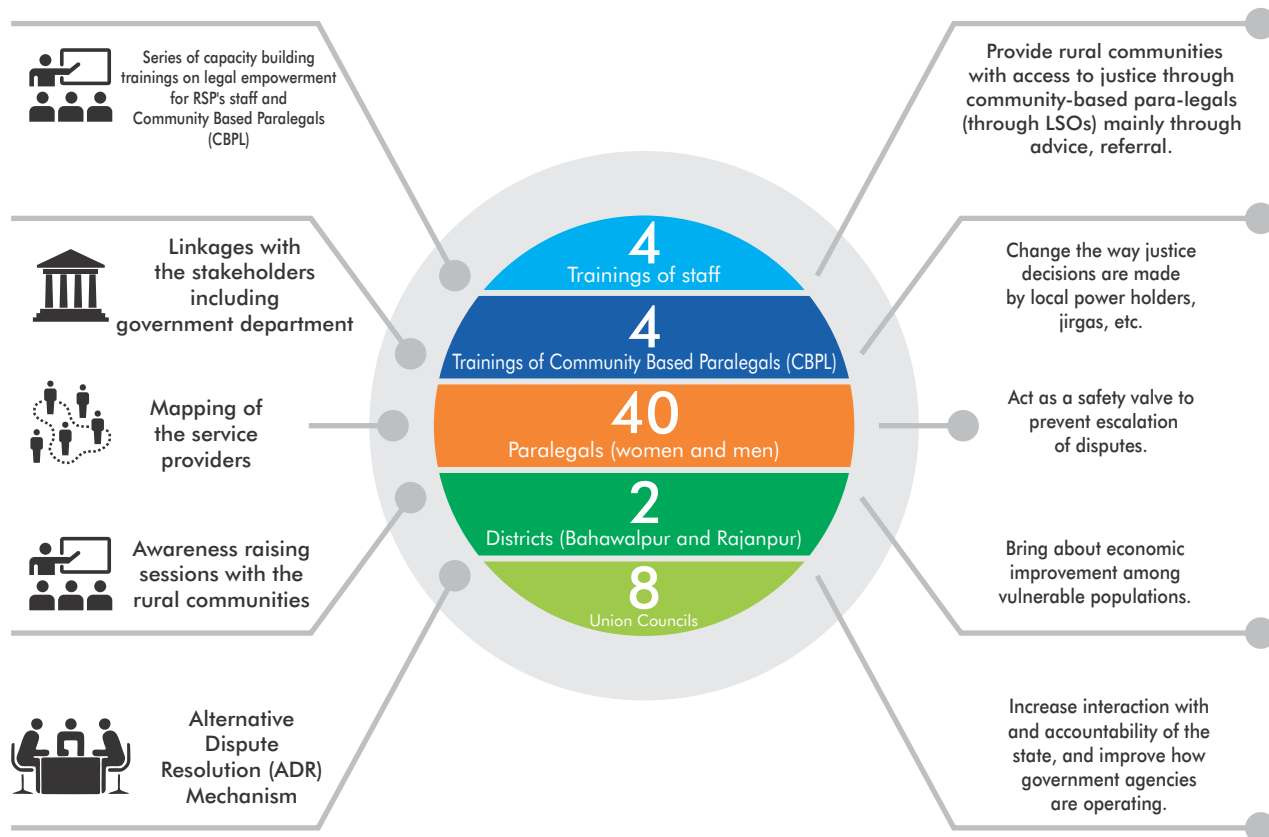 Series of capacity building
trainings on legal empowerment
for RSP's staff and
Community Based Paralegals
(CBPL)
Linkages with
the stakeholders
including
government department
Mapping of
the service
providers
Awareness raising
sessions with the
rural communities
Alternative
Dispute
Resolution (ADR)
Mechanism
4
Trainings of staff
4
Trainings of Community Based Paralegals (CBPL)
40
Paralegals (women and men)
2
Districts (Bahawalpur and Rajanpur)
8
Union Councils
Provide rural communities
with access to justice through
community-based para-legals
(through LSOs) mainly through
advice, referral.
Change the way justice
decisions are made
by local power holders,
jirgas, etc.
Act as a safety valve to
prevent escalation
of disputes.
Bring about economic
improvement among
vulnerable populations.
Increase interaction with
and accountability of the
state, and improve how
government agencies
are operating.